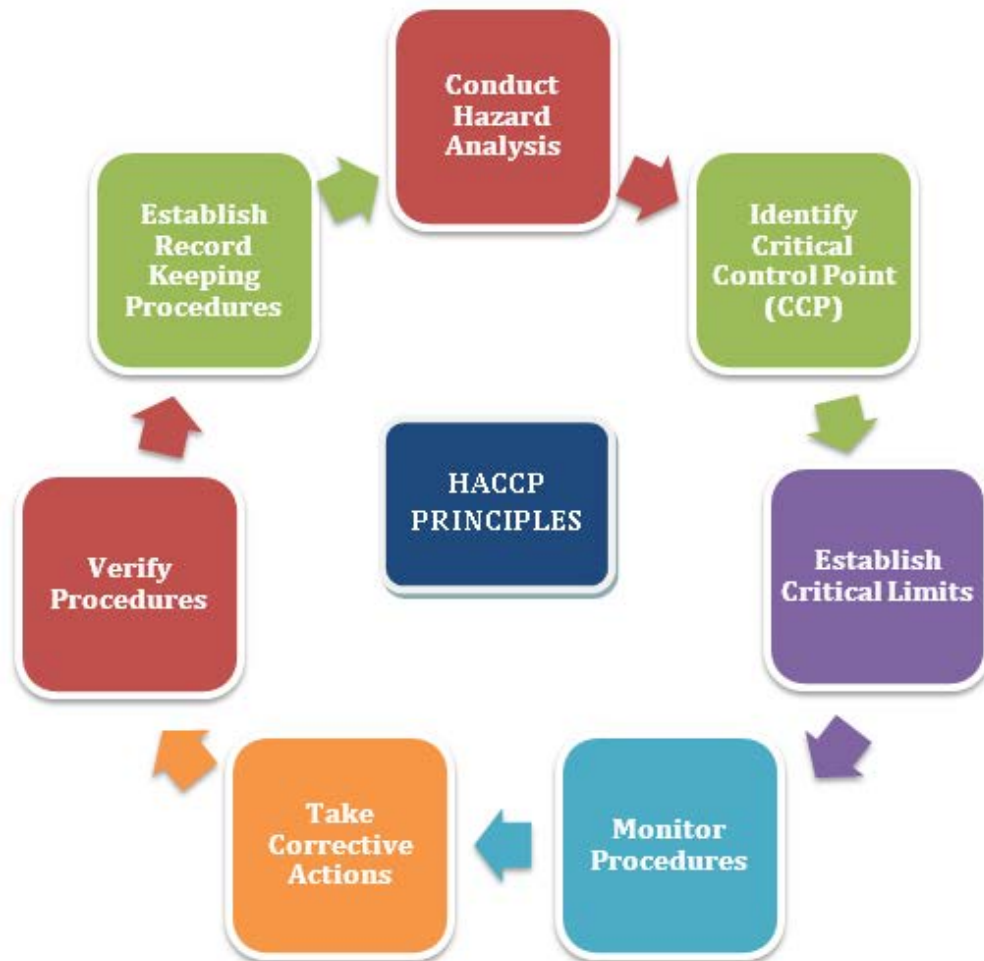 Conduct
Hazard
Analysis
Identify
Critical
Control Point
(CCP)
Establish
Critical Limits
Monitor
Procedures
Take
Corrective
Actions
Verify
Procedures
Establish
Record
Keeping
Procedures
HACCP
PRINCIPLES